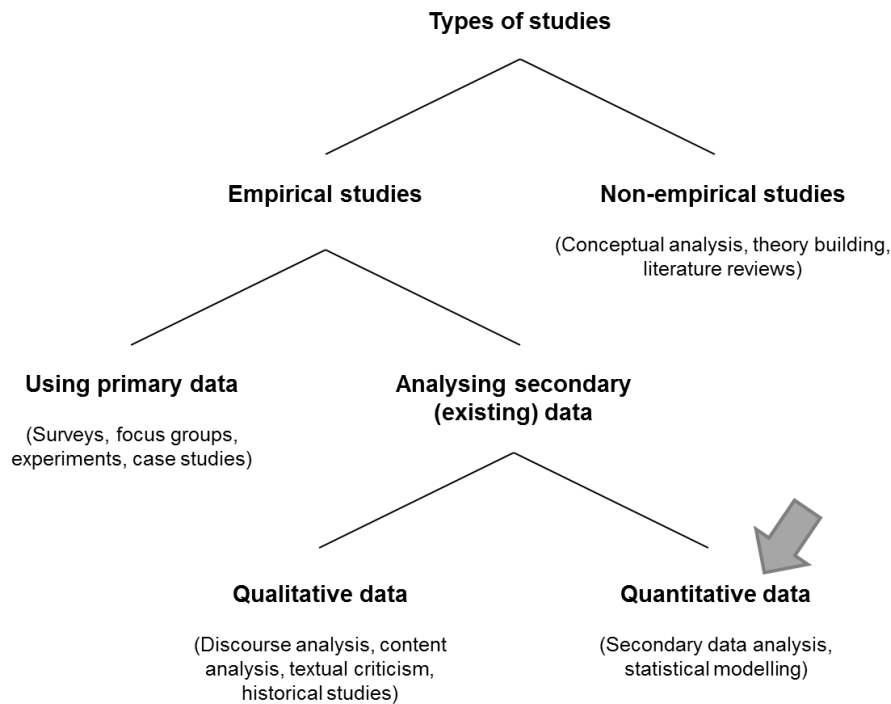 Types of studies
Empirical studies
Non-empirical studies
(Conceptual analysis, theory building,
literature reviews)
Using primary data
(Surveys, focus groups,
experiments, case studies)
Analysing secondary
(existing) data
Qualitative data
(Discourse analysis, content
analysis, textual criticism,
historical studies)
Quantitative data
(Secondary data analysis,
statistical modelling)